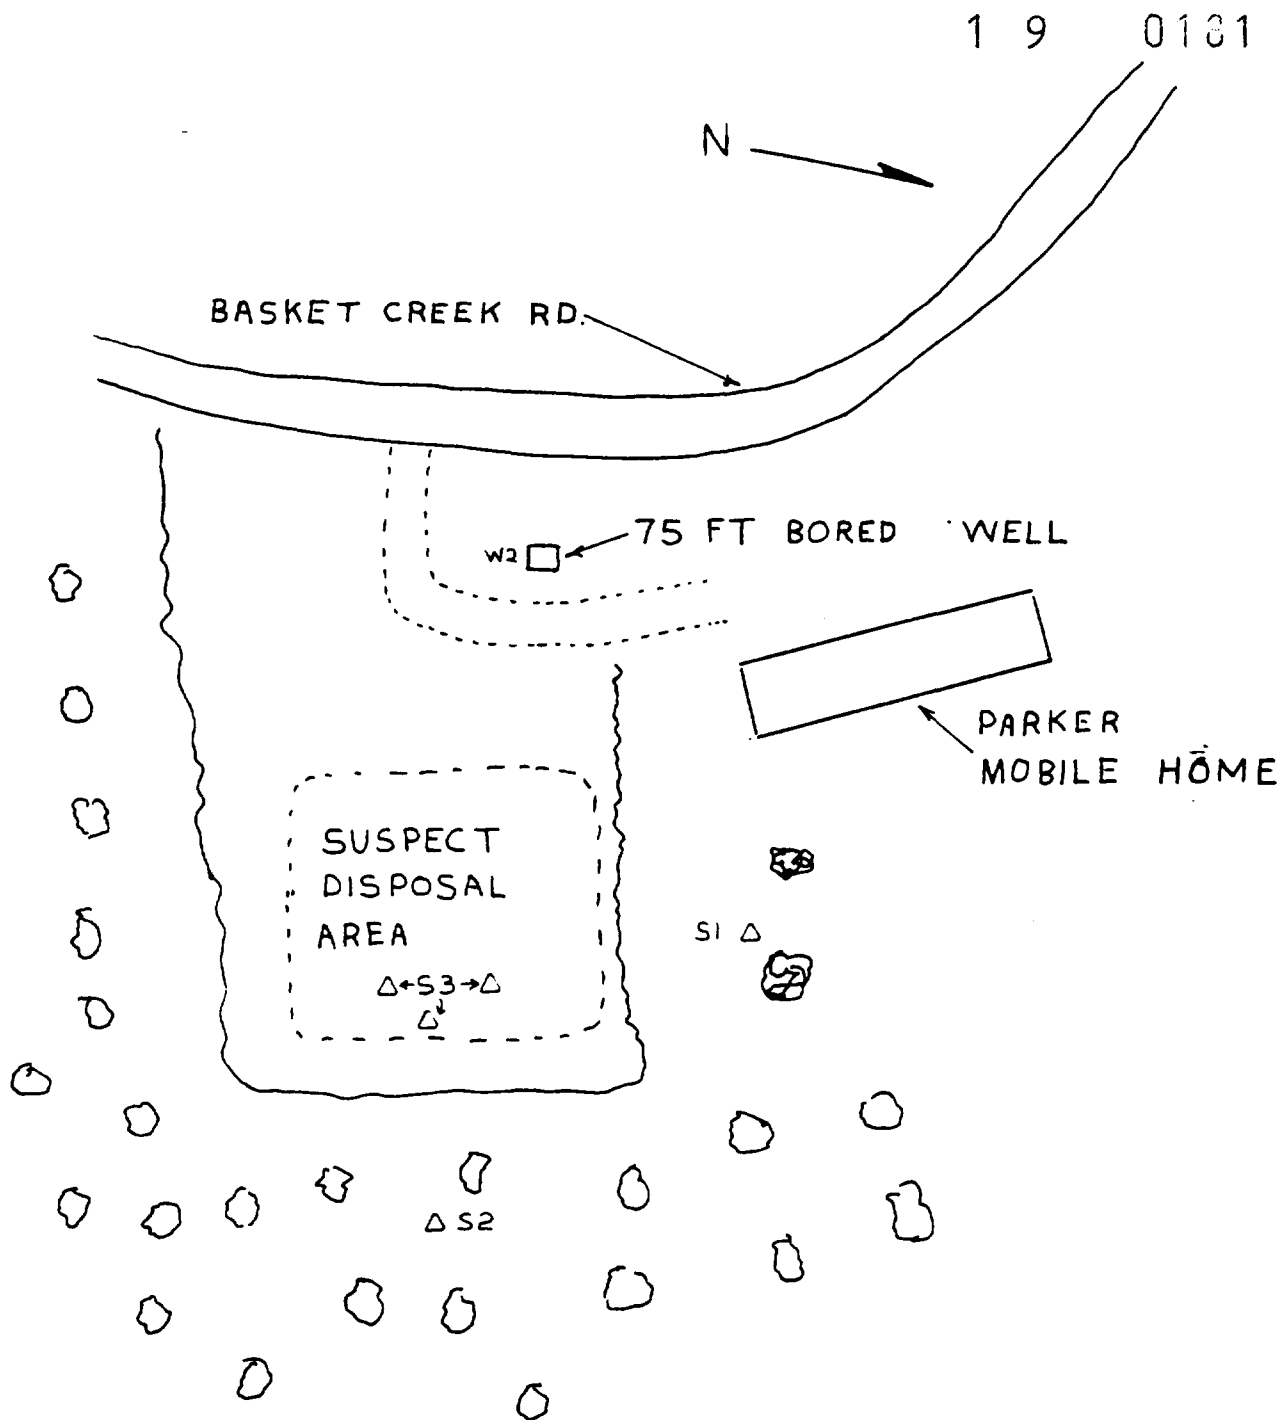 1 9 0181
N
BASKET CREEK RD.
W2
75 FT BORED WELL
PARKER
MOBILE HOME
SUSPECT
DISPOSAL
AREA
S1
S3
S2